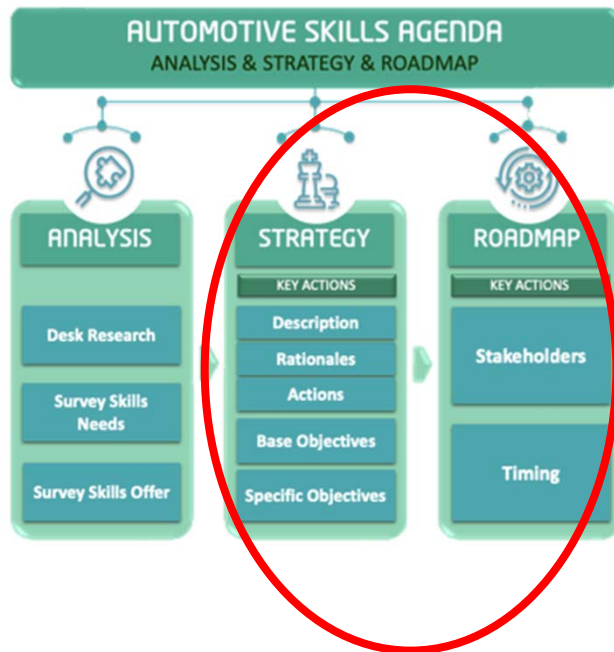 AUTOMOTIVE SKILLS AGENDA
ANALYSIS & STRATEGY & ROADMAP
ANALYSIS
Desk Research
Survey Skills
Needs
Survey Skills Offer
STRATEGY
KEY ACTIONS
Description
Rationales
Actions
Base Objectives
Specific Objectives
ROADMAP
KEY ACTIONS
Stakeholders
Timing